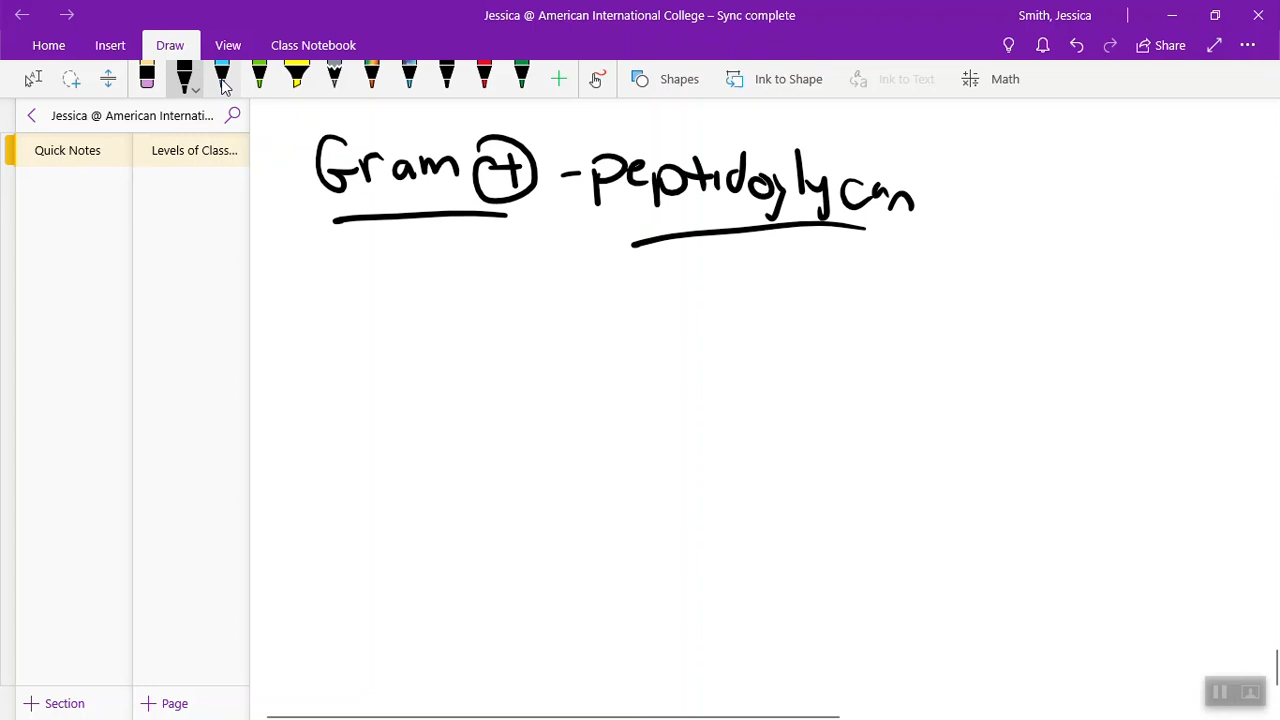 Jessica @ American International College – Sync complete
Smith, Jessica
Home Insert Draw View Class Notebook Share
Shapes Ink to Shape Ink to Text Math
Jessica @ American Internati...
Quick Notes Levels of Class...
Gram + - peptidoglycan
Section Page